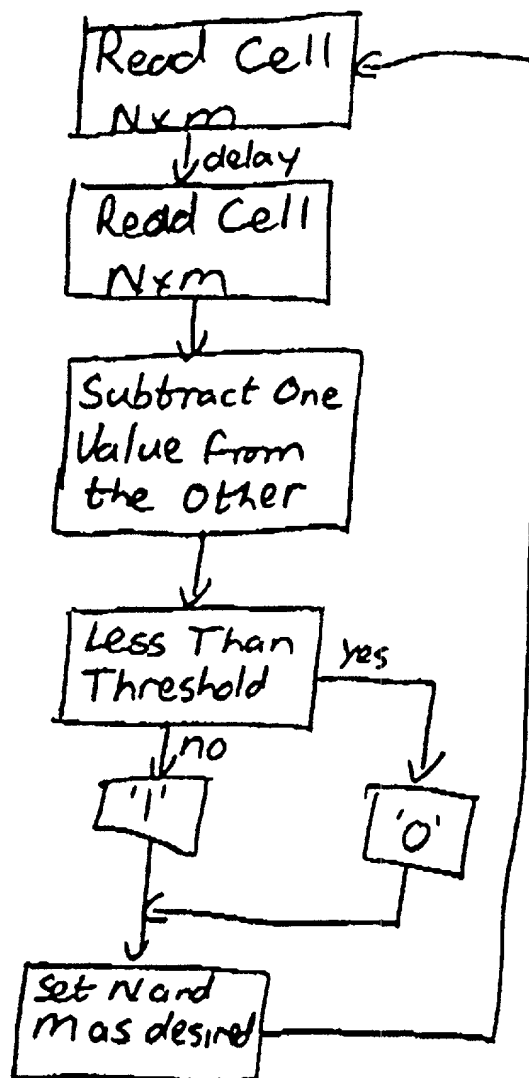 Read Cell
Nxm
delay
Read Cell
Nxm
Subtract One
Value from
the Other
Less Than
Threshold
yes
no
'1'
'0'
Set N and
M as desired